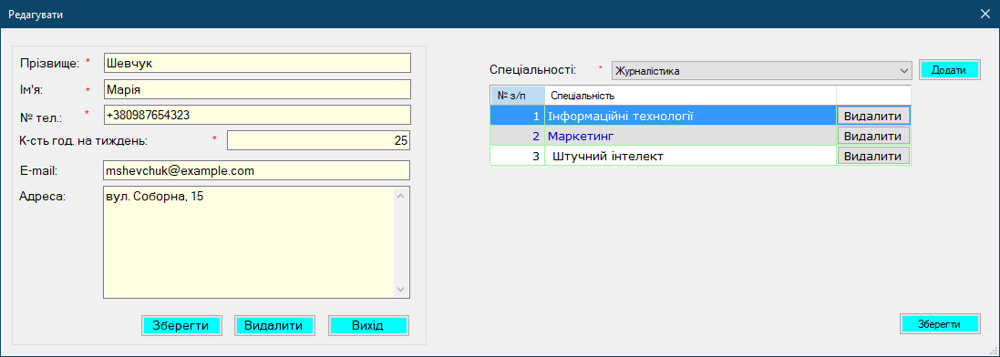 Редагувати
Прізвище: * Шевчук
Ім'я: * Марія
№ тел.: * +380987654323
К-сть год. на тиждень: * 25
E-mail: mshevchuk@example.com
Адреса: вул. Соборна, 15
Зберегти Видалити Вихід
Спеціальності: * Журналістика Додати
№ з/п Спеціальність
1 Інформаційні технології Видалити
2 Маркетинг Видалити
3 Штучний інтелект Видалити
Зберегти